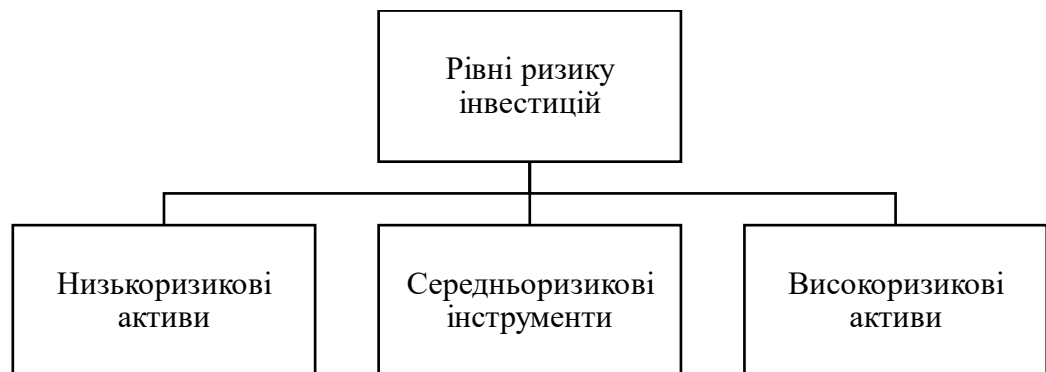 Рівні ризику
інвестицій
Низькоризикові
активи
Середньоризикові
інструменти
Високоризикові
активи